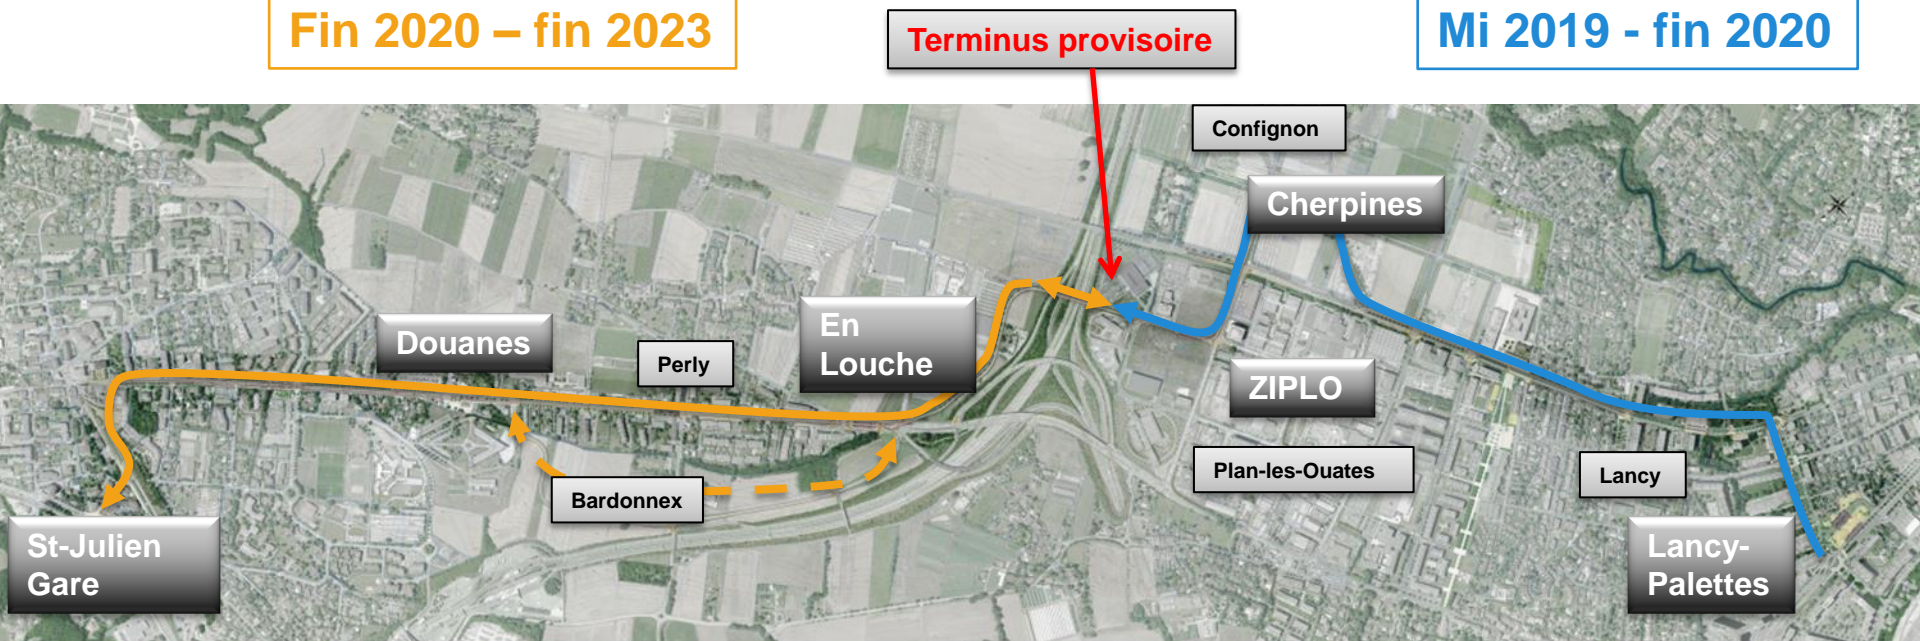 Fin 2020 – fin 2023
Terminus provisoire
Mi 2019 - fin 2020
Confignon
Cherpines
Douanes
Perly
En
Louche
ZIPLO
Plan-les-Ouates
Lancy
Bardonnex
St-Julien
Gare
Lancy-
Palettes